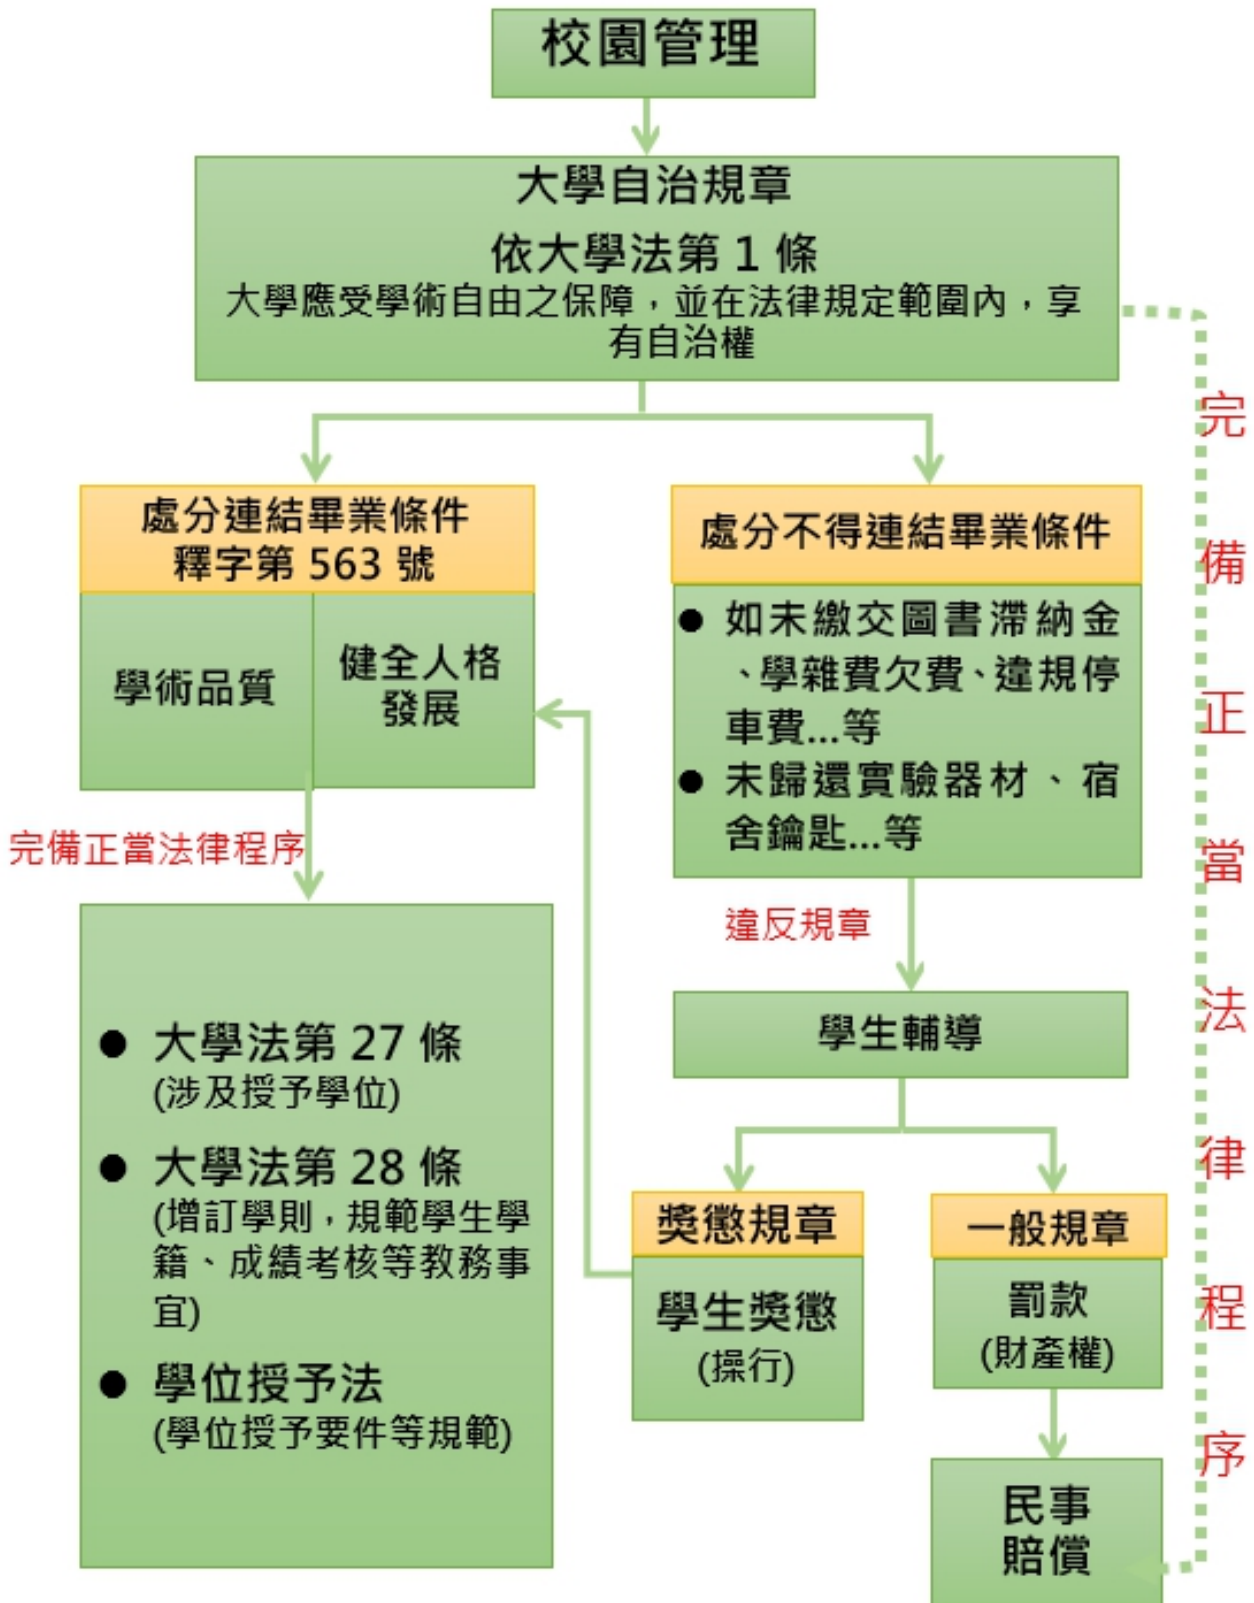 校園管理
大學自治規章
依大學法第 1 條
大學應受學術自由之保障，並在法律規定範圍內，享
有自治權
處分連結畢業條件
釋字第 563 號
學術品質
健全人格
發展
處分不得連結畢業條件
● 如未繳交圖書滯納金
、學雜費欠費、違規停
車費...等
● 未歸還實驗器材、宿
舍鑰匙...等
完備正當法律程序
違反規章
● 大學法第 27 條
(涉及授予學位)
● 大學法第 28 條
(增訂學則，規範學生學
籍、成績考核等教務事
宜)
● 學位授予法
(學位授予要件等規範)
學生輔導
獎懲規章
學生獎懲
(操行)
一般規章
罰款
(財產權)
民事
賠償
完備正當法律程序